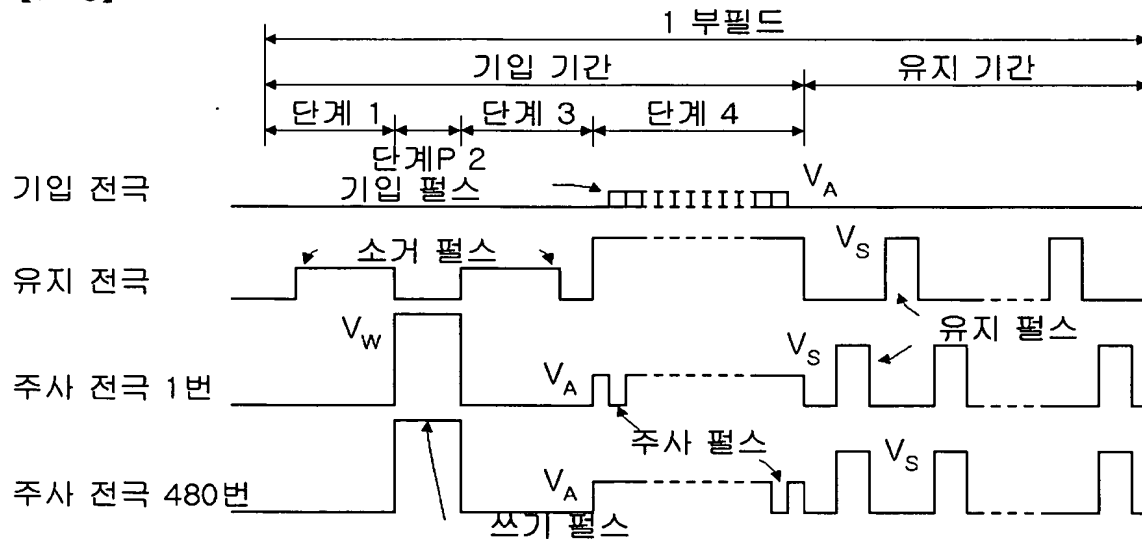 1 부필드
기입 기간
유지 기간
단계 1
단계 3
단계 4
단계P 2
기입 전극
기입 펄스
V_A
소거 펄스
V_S
유지 전극
V_W
유지 펄스
V_S
주사 전극 1번
V_A
주사 펄스
V_S
주사 전극 480번
V_A
쓰기 펄스